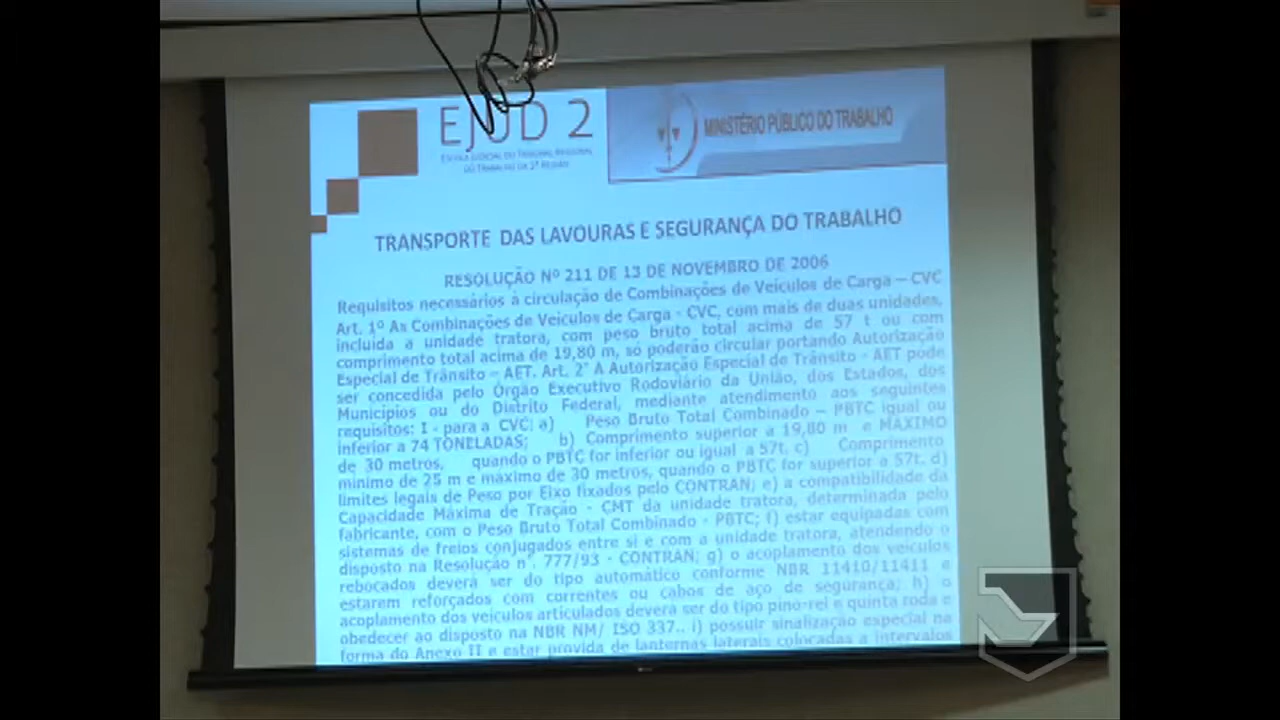 EJUD 2
ESCOLA JUDICIAL DO TRIBUNAL REGIONAL
DO TRABALHO DA 2ª REGIÃO
MINISTÉRIO PÚBLICO DO TRABALHO
TRANSPORTE DAS LAVOURAS E SEGURANÇA DO TRABALHO
RESOLUÇÃO Nº 211 DE 13 DE NOVEMBRO DE 2006
Requisitos necessários à circulação de Combinações de Veículos de Carga – CVC
Art. 1º As Combinações de Veículos de Carga - CVC, com mais de duas unidades,
incluída a unidade tratora, com peso bruto total acima de 57 t ou com
comprimento total acima de 19,80 m, só poderão circular portando Autorização
Especial de Trânsito – AET. Art. 2° A Autorização Especial de Trânsito - AET pode
ser concedida pelo Órgão Executivo Rodoviário da União, dos Estados, dos
Municípios ou do Distrito Federal, mediante atendimento aos seguintes
requisitos: I - para a CVC: a) Peso Bruto Total Combinado – PBTC igual ou
inferior a 74 TONELADAS; b) Comprimento superior a 19,80 m e MÁXIMO
de 30 metros, quando o PBTC for inferior ou igual a 57t. c) Comprimento
mínimo de 25 m e máximo de 30 metros, quando o PBTC for superior a 57t. d)
limites legais de Peso por Eixo fixados pelo CONTRAN; e) a compatibilidade da
Capacidade Máxima de Tração - CMT da unidade tratora, determinada pelo
fabricante, com o Peso Bruto Total Combinado - PBTC; f) estar equipadas com
sistemas de freios conjugados entre si e com a unidade tratora, atendendo o
disposto na Resolução n°. 777/93 - CONTRAN; g) o acoplamento dos veículos
rebocados deverá ser do tipo automático conforme NBR 11410/11411 e
estarem reforçados com correntes ou cabos de aço de segurança; h) o
acoplamento dos veículos articulados deverá ser do tipo pino-rei e quinta roda e
obedecer ao disposto na NBR NM/ ISO 337.. i) possuir sinalização especial na
forma do Anexo II e estar provida de lanternas laterais colocadas a intervalos